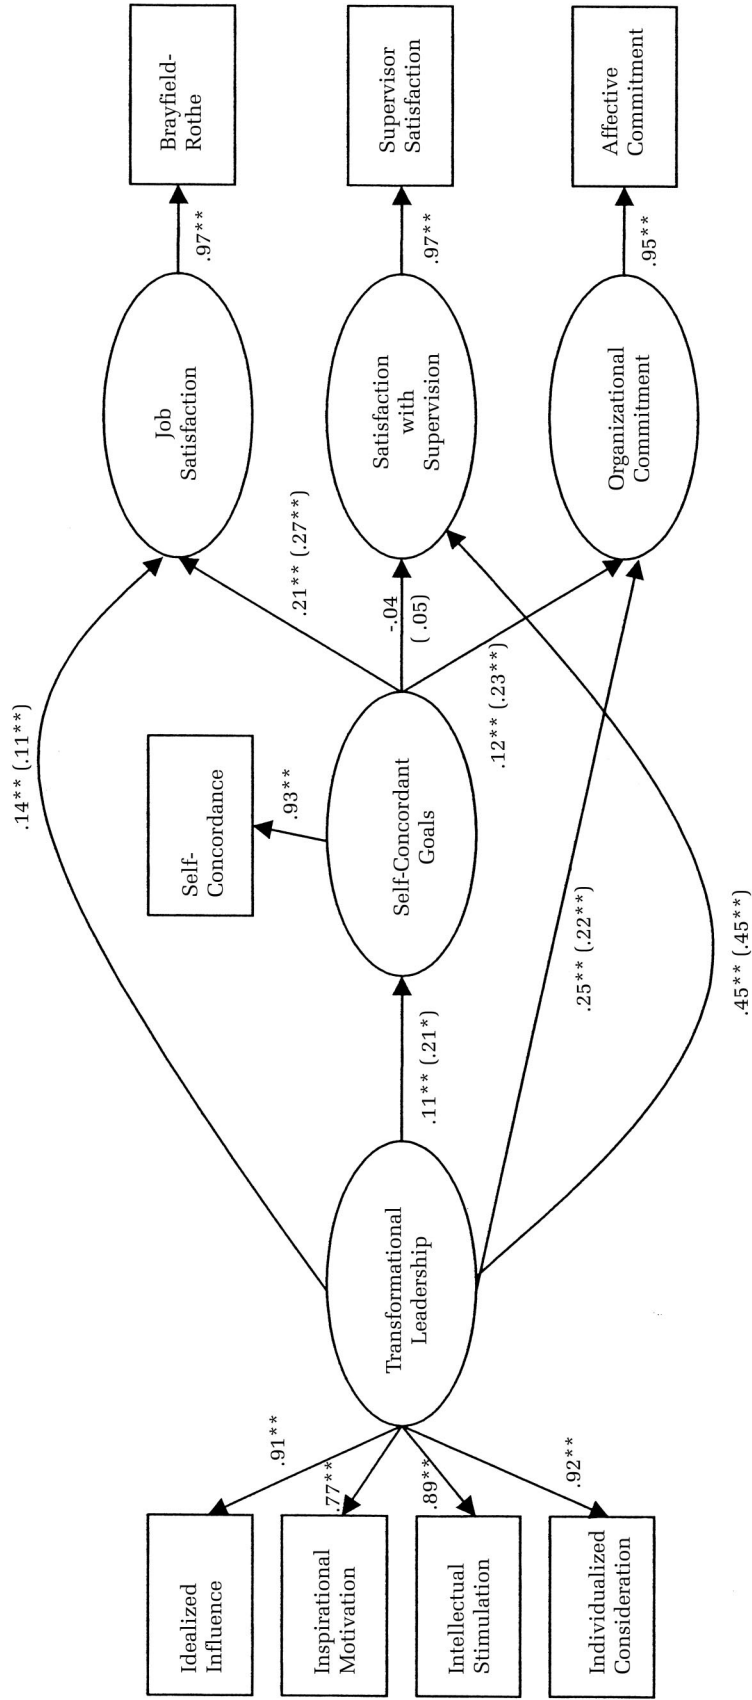 Idealized
Influence
Inspirational
Motivation
Intellectual
Stimulation
Individualized
Consideration
.91**
.77**
.89**
.92**
Transformational
Leadership
.14** (.11**)
.11** (.21*)
.25** (.22**)
.45** (.45**)
Self-
Concordance
.93**
Self-Concordant
Goals
.21** (.27**)
-.04
( .05)
.12** (.23**)
Job
Satisfaction
Satisfaction
with
Supervision
Organizational
Commitment
.97**
.97**
.95**
Brayfield-
Rothe
Supervisor
Satisfaction
Affective
Commitment